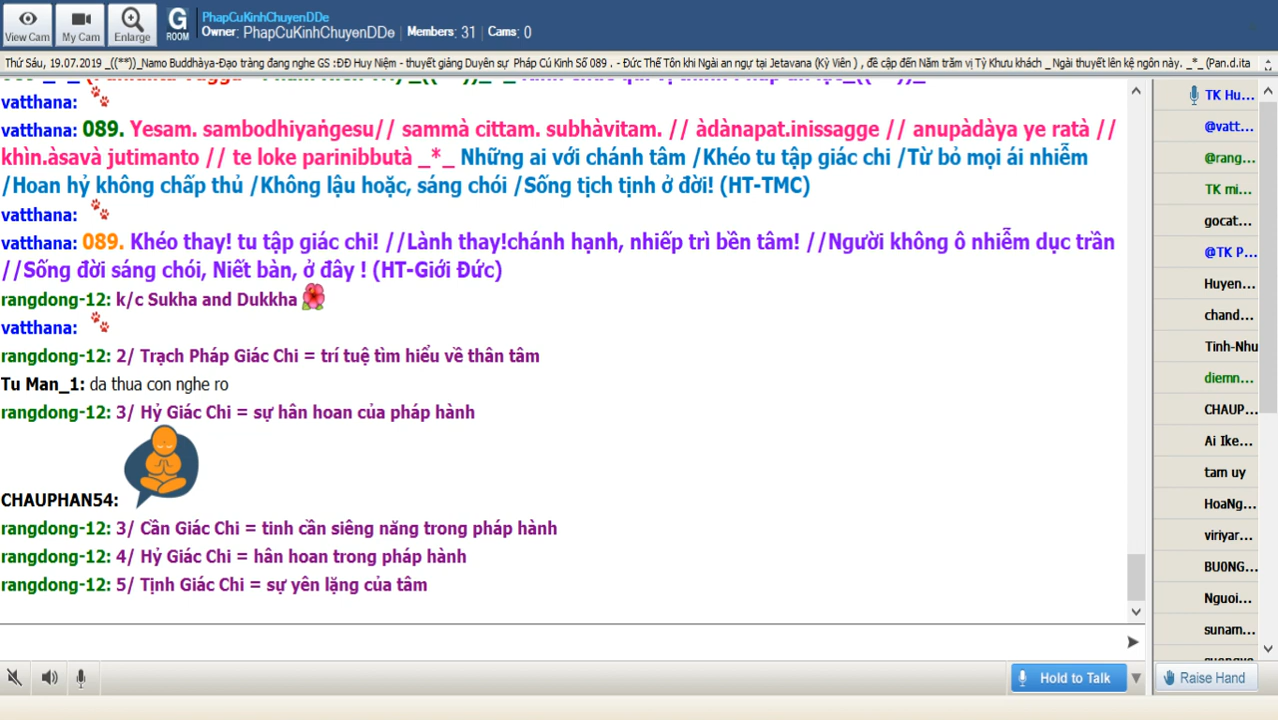 View Cam
My Cam
Enlarge
G
ROOM
PhapCuKinhChuyenDDe
Owner: PhapCuKinhChuyenDDe | Members: 31 | Cams: 0
Thứ Sáu, 19.07.2019 _((**))_Namo Buddhàya-Đạo tràng đang nghe GS :ĐĐ Huy Niệm - thuyết giảng Duyên sự Pháp Cú Kinh Số 089 . - Đức Thế Tôn khi Ngài an ngự tại Jetavana (Kỳ Viên ) , đề cập đến Năm trăm vị Tỳ Khưu khách _ Ngài thuyết lên kệ ngôn này. _*_ (Pan.d.ita
vatthana:
vatthana: 089. Yesam. sambodhiyaṅgesu// sammà cittam. subhàvitam. // àdànapat.inissagge // anupàdàya ye ratà //
khìn.àsavà jutimanto // te loke parinibbutà _*_ Những ai với chánh tâm /Khéo tu tập giác chi /Từ bỏ mọi ái nhiễm
/Hoan hỷ không chấp thủ /Không lậu hoặc, sáng chói /Sống tịch tịnh ở đời! (HT-TMC)
vatthana:
vatthana: 089. Khéo thay! tu tập giác chi! //Lành thay!chánh hạnh, nhiếp trì bền tâm! //Người không ô nhiễm dục trần
//Sống đời sáng chói, Niết bàn, ở đây ! (HT-Giới Đức)
rangdong-12: k/c Sukha and Dukkha
vatthana:
rangdong-12: 2/ Trạch Pháp Giác Chi = trí tuệ tìm hiểu về thân tâm
Tu Man_1: da thua con nghe ro
rangdong-12: 3/ Hỷ Giác Chi = sự hân hoan của pháp hành
CHAUPHAN54:
rangdong-12: 3/ Cần Giác Chi = tinh cần siêng năng trong pháp hành
rangdong-12: 4/ Hỷ Giác Chi = hân hoan trong pháp hành
rangdong-12: 5/ Tịnh Giác Chi = sự yên lặng của tâm
Hold to Talk
TK Hu...
@vatt...
@rang...
TK mi...
gocat...
@TK P...
Huyen...
chand...
Tinh-Nhu
diemn...
CHAUP...
Ai Ike...
tam uy
HoaNg...
viriyar...
BU0NG...
Nguoi...
sunam...
Raise Hand